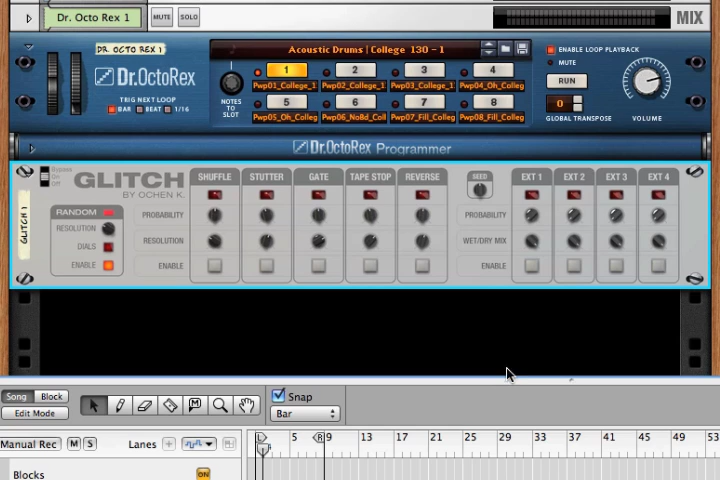 Dr. Octo Rex 1 MUTE SOLO MIX
DR. OCTO REX 1
Dr.OctoRex
TRIG NEXT LOOP
BAR BEAT 1/16
NOTES TO SLOT
Acoustic Drums | College 130 - 1
1 2 3 4
Pwp01_College_1 Pwp02_College_1 Pwp03_College_1 Pwp04_Oh_Colleg
5 6 7 8
Pwp05_Oh_Colleg Pwp06_NoBd_Coll Pwp07_Fill_Colleg Pwp08_Fill_Colleg
ENABLE LOOP PLAYBACK
MUTE
RUN
0
GLOBAL TRANSPOSE VOLUME
Dr.OctoRex Programmer
GLITCH 1
Bypass
On
Off
GLITCH
BY OCHEN K.
RANDOM
RESOLUTION
DIALS
ENABLE
SHUFFLE STUTTER GATE TAPE STOP REVERSE
PROBABILITY
RESOLUTION
ENABLE
SEED
EXT 1 EXT 2 EXT 3 EXT 4
PROBABILITY
WET/DRY MIX
ENABLE
Song Block
Edit Mode
M
Snap
Bar
Manual Rec M S Lanes
L 5 R 9 13 17 21 25 29 33 37 41 45 49 53
Blocks ON